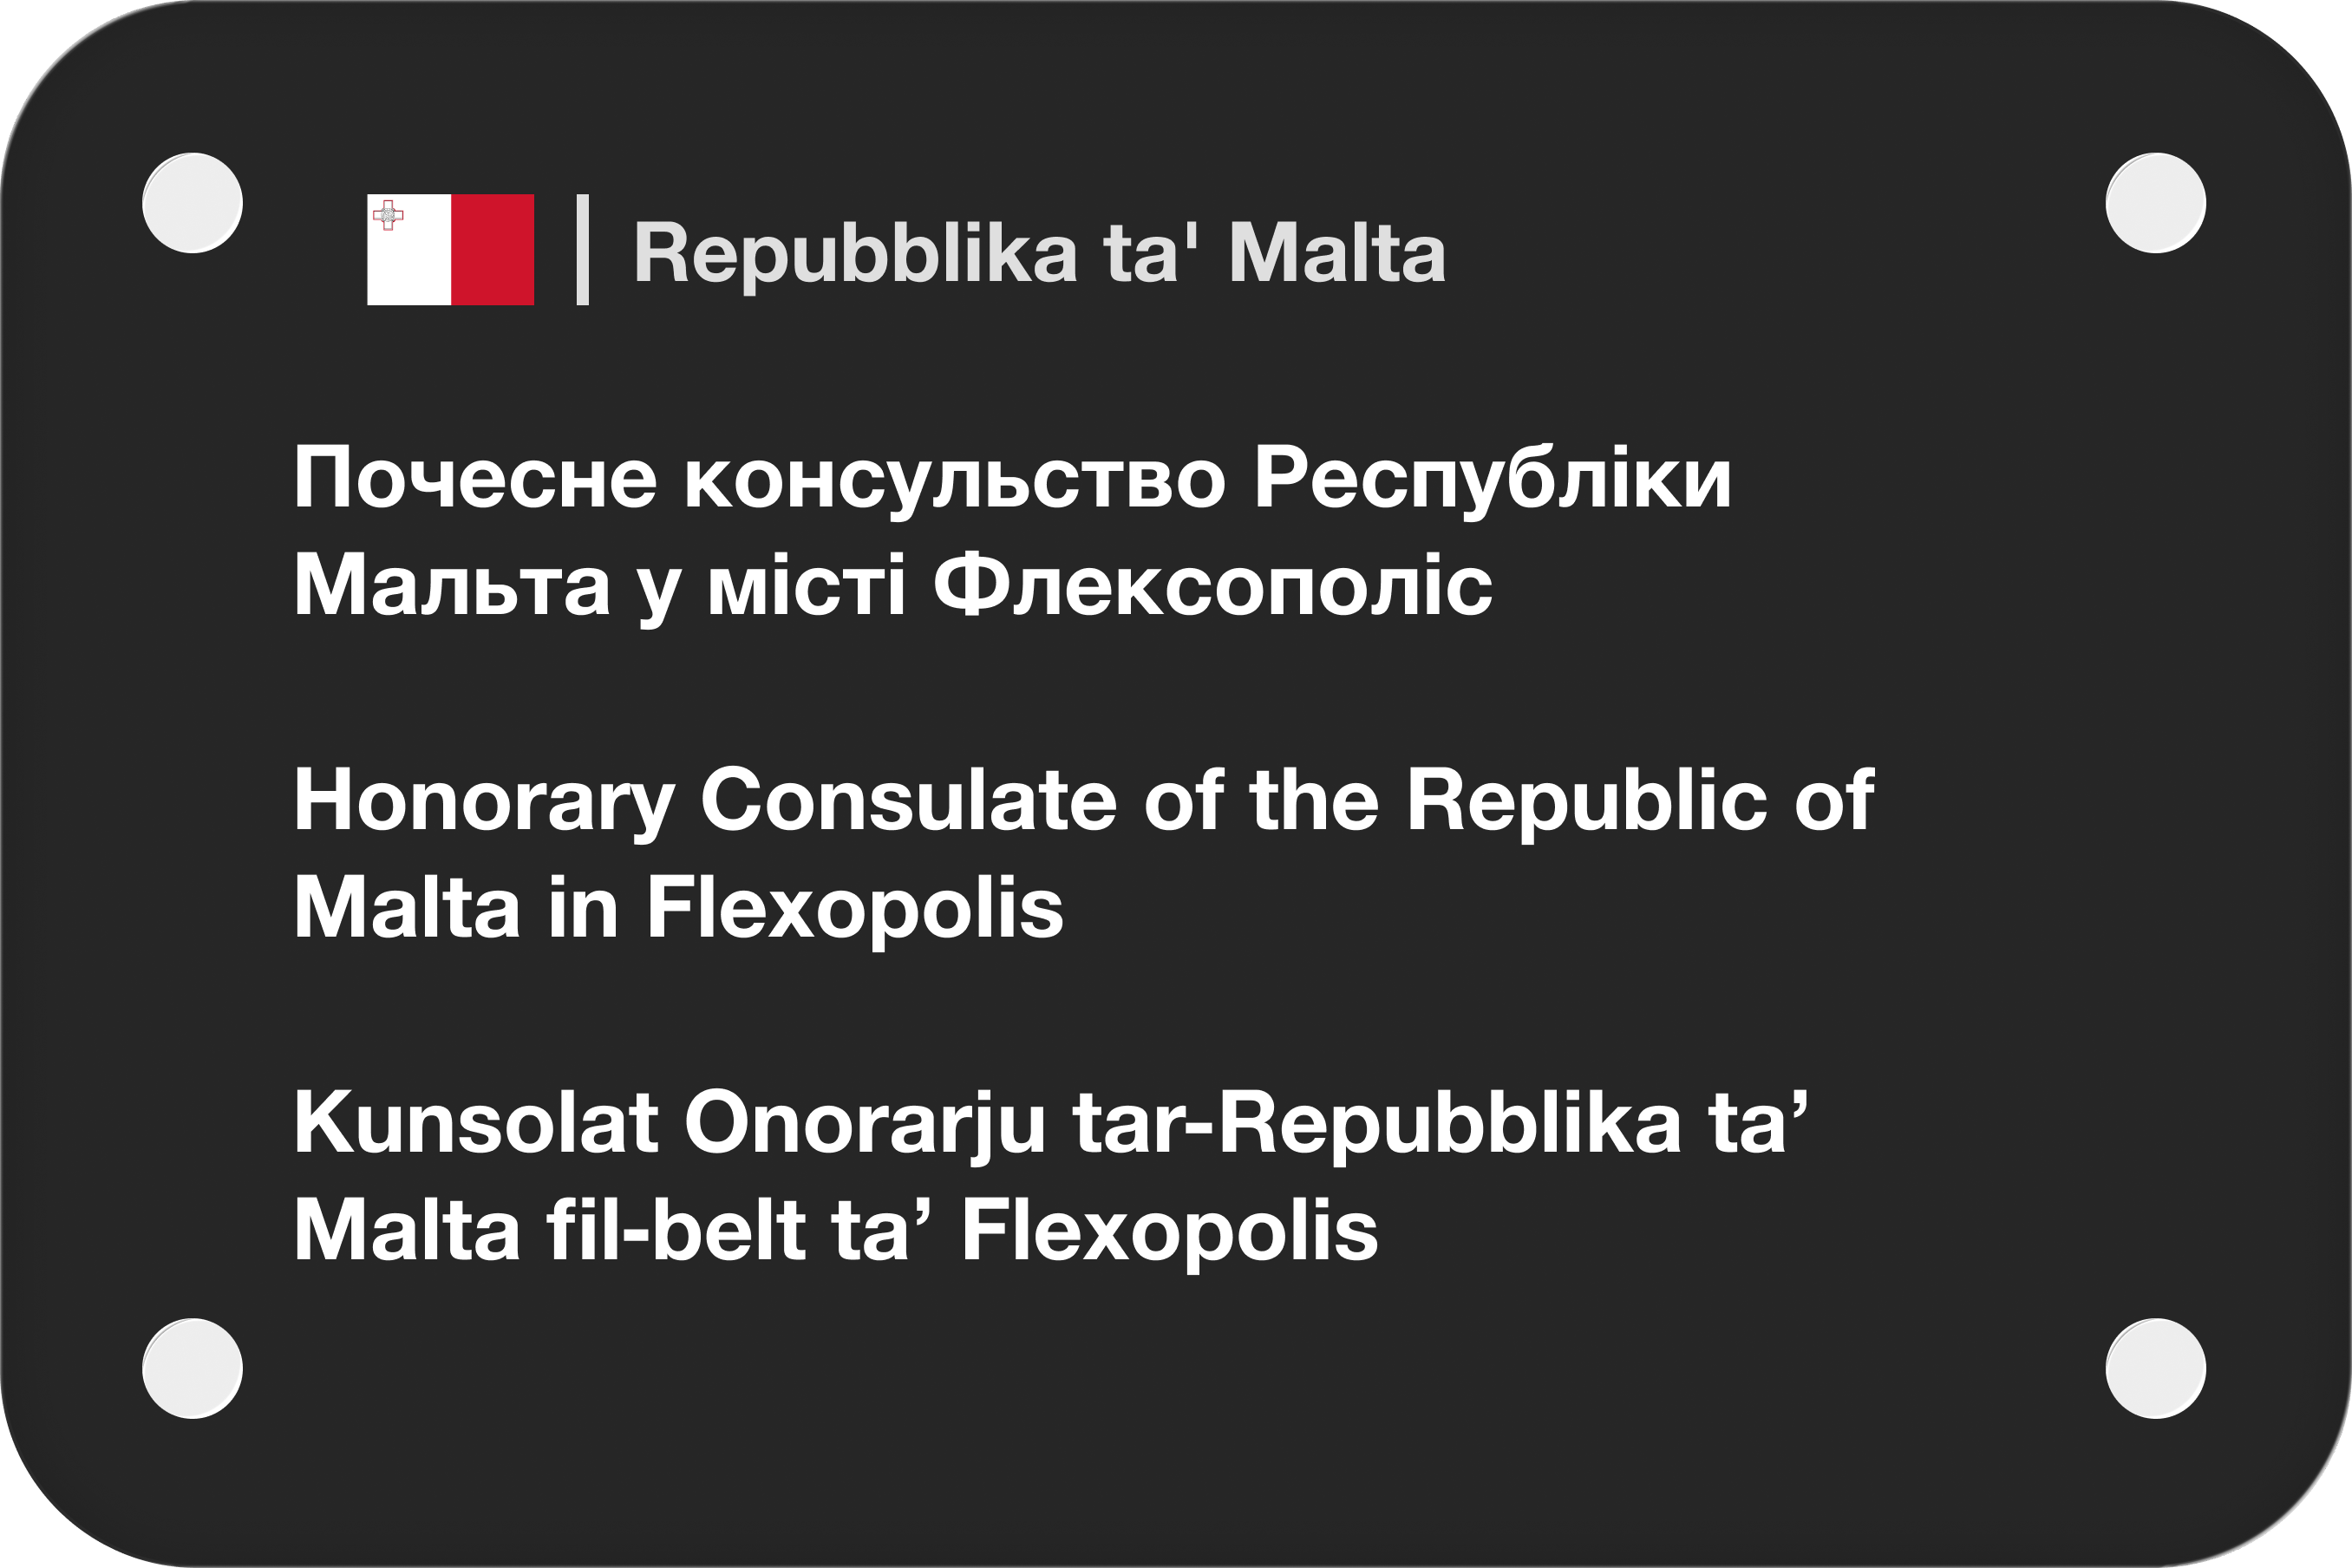 Repubblika ta' Malta
Почесне консульство Республіки
Мальта у місті Флексополіс
Honorary Consulate of the Republic of
Malta in Flexopolis
Kunsolat Onorarju tar-Repubblika ta’
Malta fil-belt ta’ Flexopolis